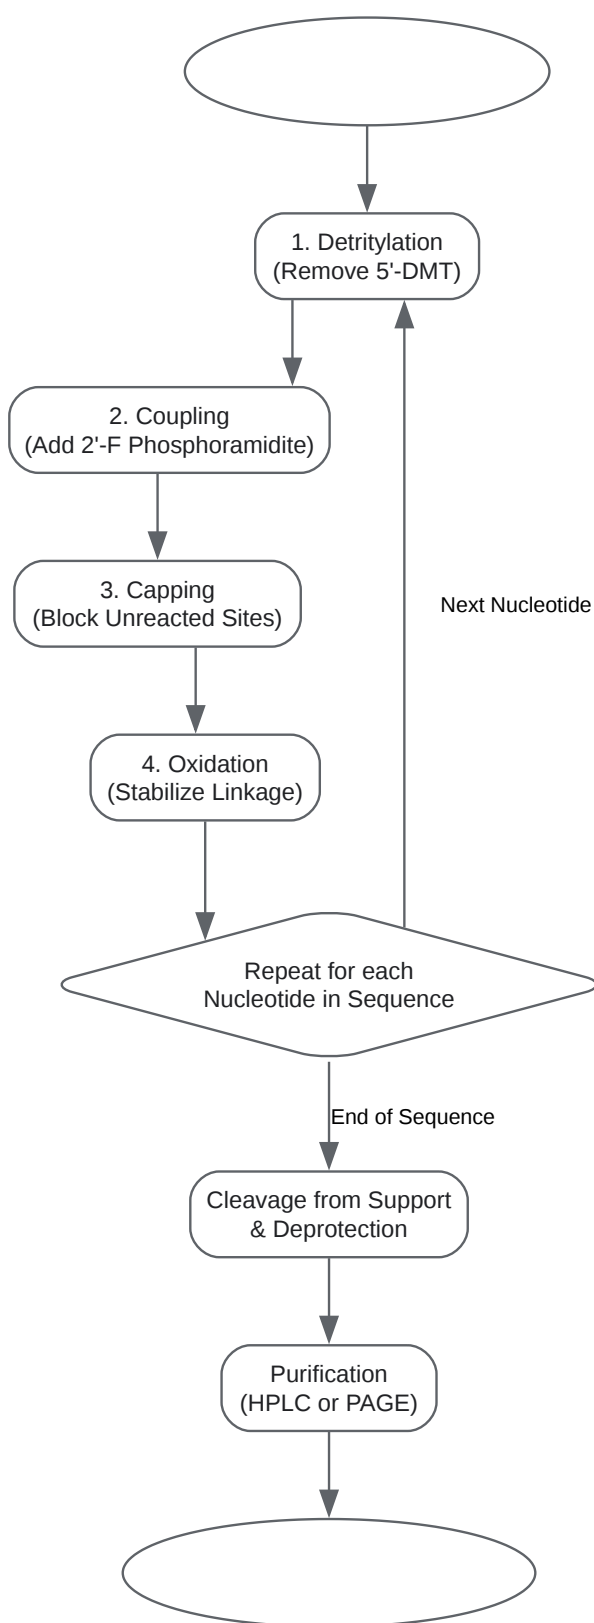 1. Detritylation
(Remove 5'-DMT)
2. Coupling
(Add 2'-F Phosphoramidite)
3. Capping
(Block Unreacted Sites)
Next Nucleotide
4. Oxidation
(Stabilize Linkage)
Repeat for each
Nucleotide in Sequence
End of Sequence
Cleavage from Support
& Deprotection
Purification
(HPLC or PAGE)